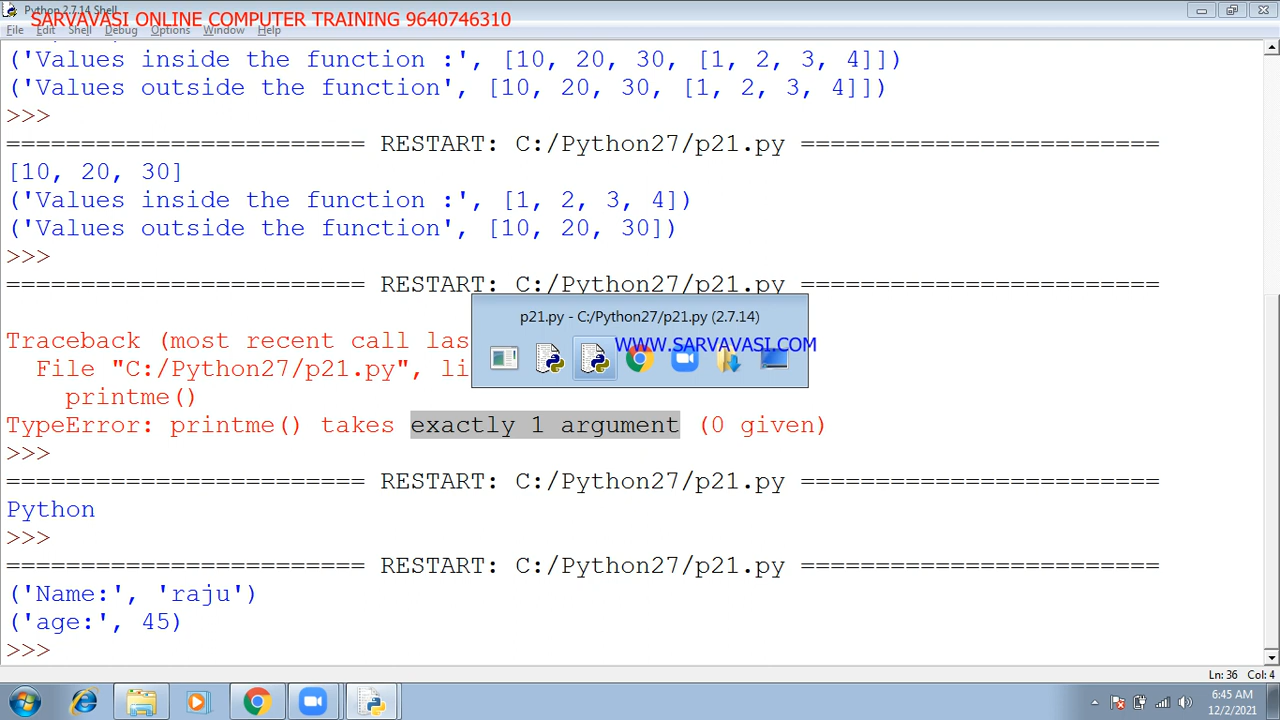 Python 2.7.14 Shell
SARVAVASI ONLINE COMPUTER TRAINING 9640746310
File Edit Shell Debug Options Window Help
('Values inside the function :', [10, 20, 30, [1, 2, 3, 4]])
('Values outside the function', [10, 20, 30, [1, 2, 3, 4]])
>>>
======================== RESTART: C:/Python27/p21.py ========================
[10, 20, 30]
('Values inside the function :', [1, 2, 3, 4])
('Values outside the function', [10, 20, 30])
>>>
======================== RESTART: C:/Python27/p21.py ========================
p21.py - C:/Python27/p21.py (2.7.14)
WWW.SARVAVASI.COM
Traceback (most recent call las
File "C:/Python27/p21.py", li
printme()
TypeError: printme() takes exactly 1 argument (0 given)
>>>
======================== RESTART: C:/Python27/p21.py ========================
Python
>>>
======================== RESTART: C:/Python27/p21.py ========================
('Name:', 'raju')
('age:', 45)
>>>
Ln: 36 Col: 4
6:45 AM
12/2/2021